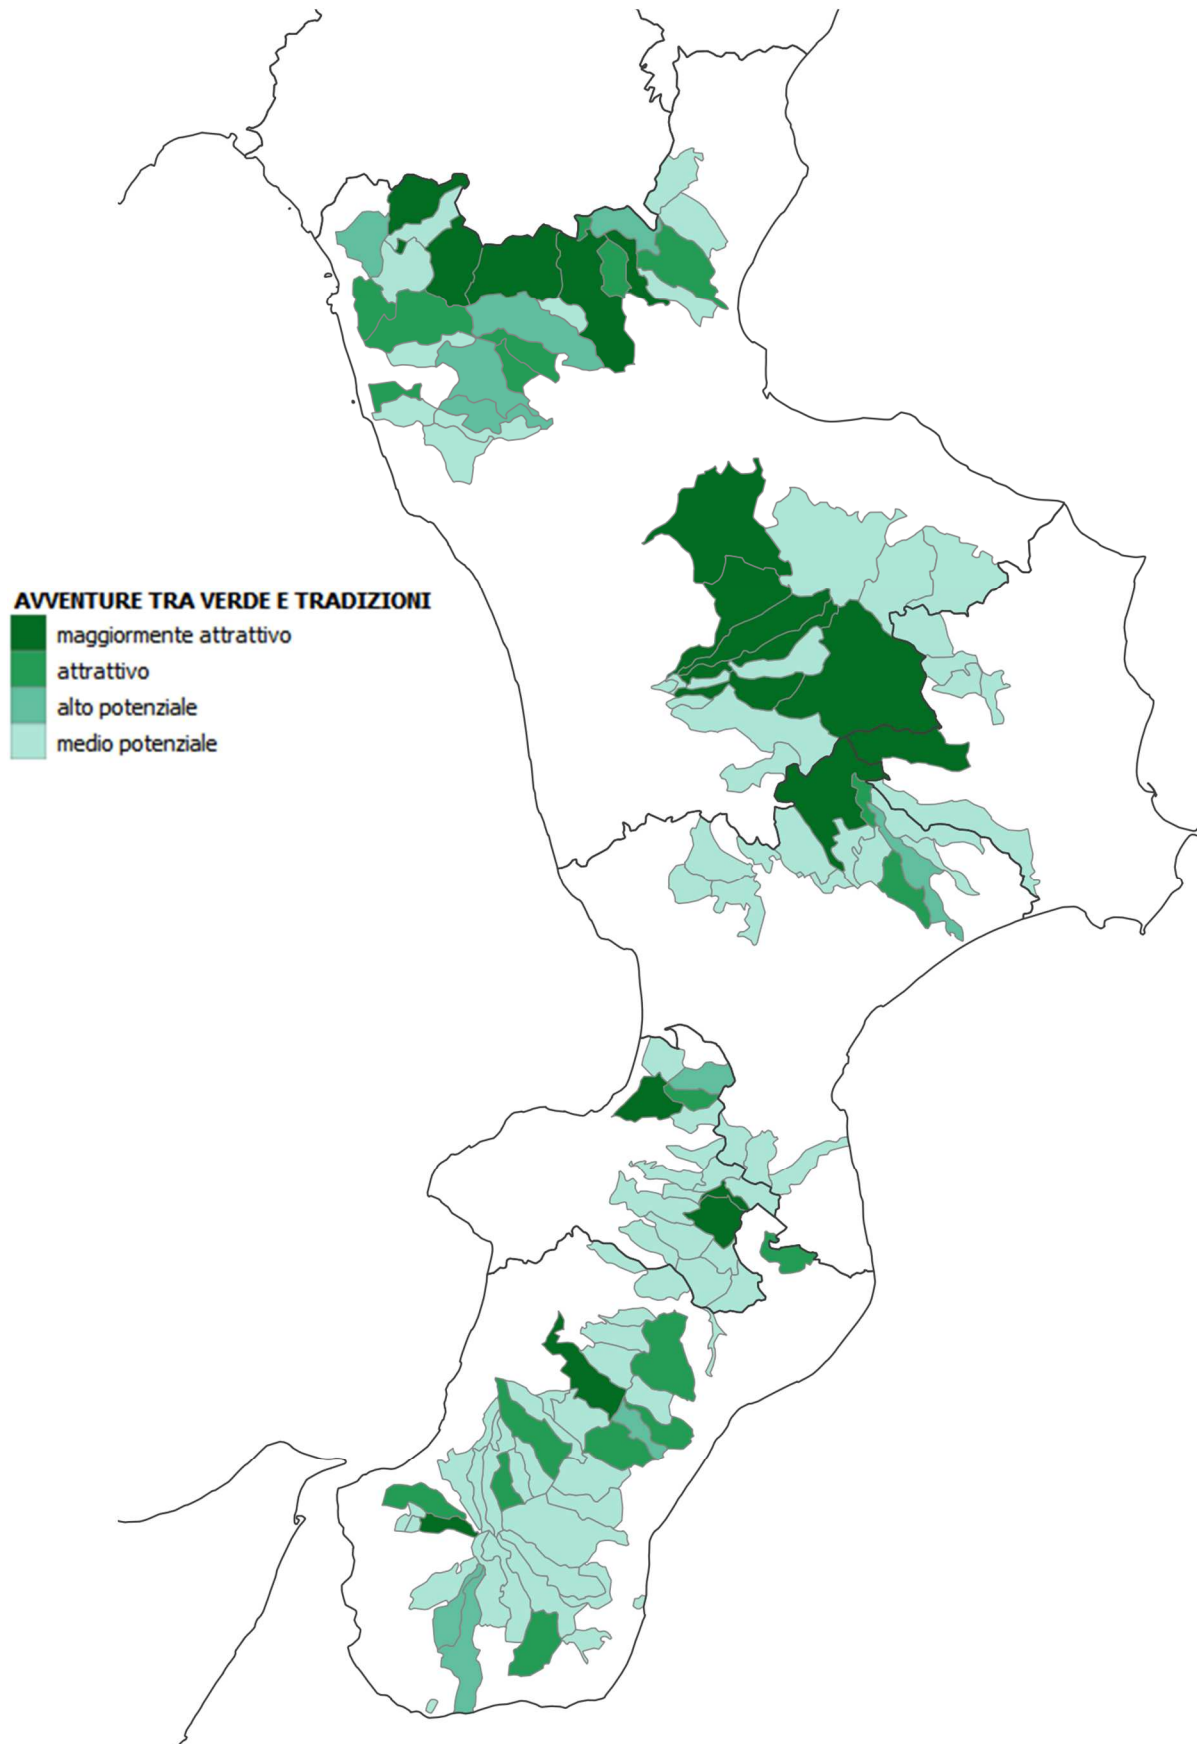 AVVENTURE TRA VERDE E TRADIZIONI
maggiormente attrattivo
attrattivo
alto potenziale
medio potenziale